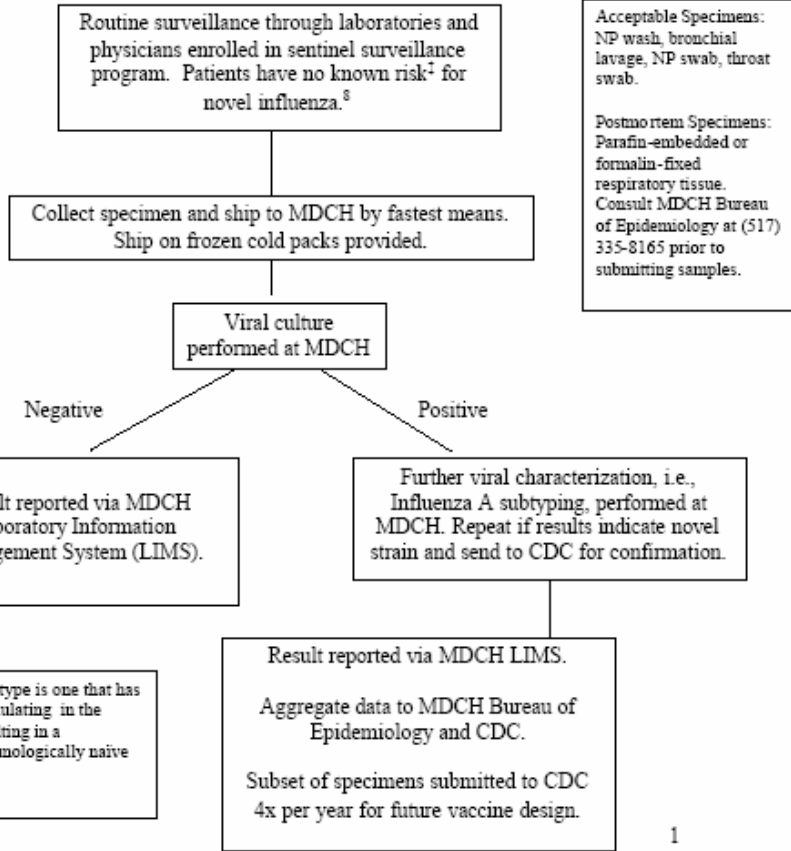 Routine surveillance through laboratories and
physicians enrolled in sentinel surveillance
program. Patients have no known risk‡ for
novel influenza.8
Acceptable Specimens:
NP wash, bronchial
lavage, NP swab, throat
swab.
Postmortem Specimens:
Parafin-embedded or
formalin-fixed
respiratory tissue.
Consult MDCH Bureau
of Epidemiology at (517)
335-8165 prior to
submitting samples.
Collect specimen and ship to MDCH by fastest means.
Ship on frozen cold packs provided.
Viral culture
performed at MDCH
Negative
Positive
reported via MDCH
Information
System (LIMS).
Further viral characterization, i.e.,
Influenza A subtyping, performed at
MDCH. Repeat if results indicate novel
strain and send to CDC for confirmation.
Result reported via MDCH LIMS.
Aggregate data to MDCH Bureau of
Epidemiology and CDC.
Subset of specimens submitted to CDC
4x per year for future vaccine design.
type is one that has
in the
in a
naïve
1